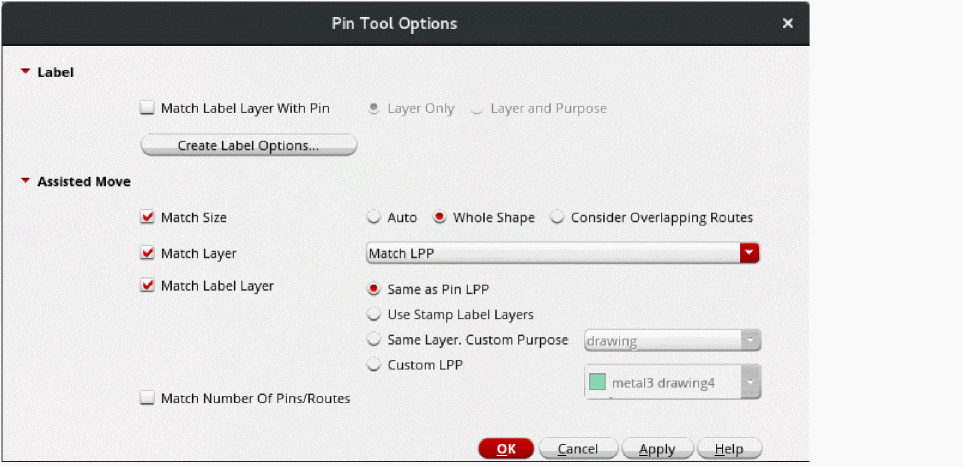 Pin Tool Options ×
Label
Match Label Layer With Pin Layer Only Layer and Purpose
Create Label Options...
Assisted Move
Match Size Auto Whole Shape Consider Overlapping Routes
Match Layer Match LPP
Match Label Layer Same as Pin LPP
Use Stamp Label Layers
Same Layer. Custom Purpose drawing
Custom LPP
metal3 drawing4
Match Number Of Pins/Routes
OK Cancel Apply Help